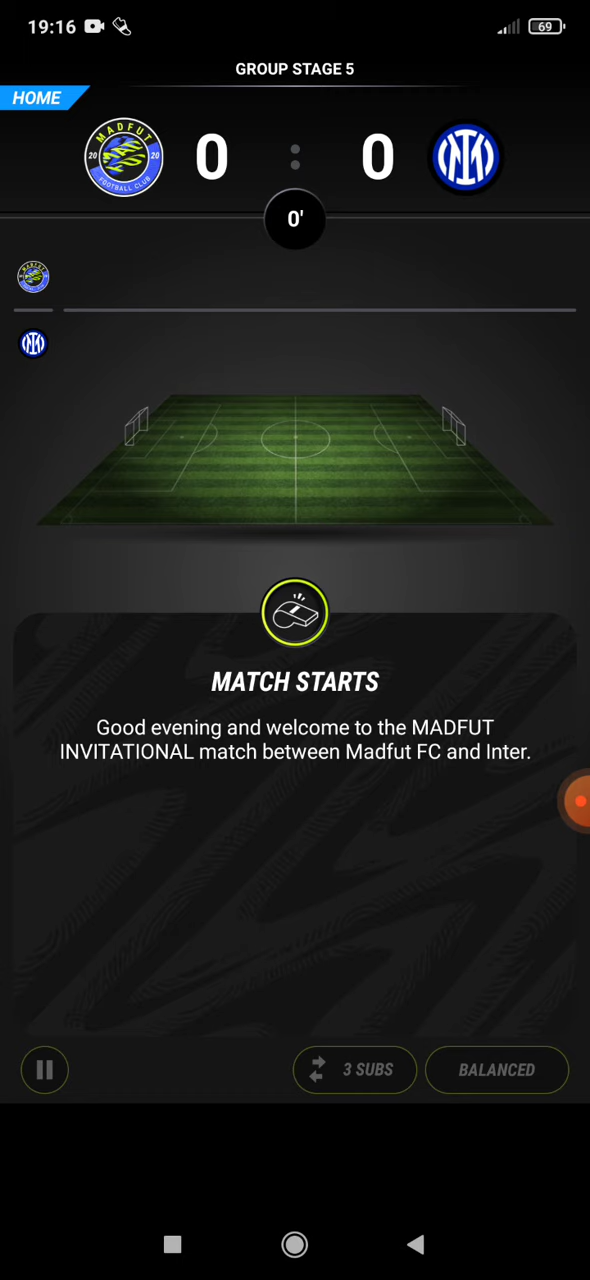 19:16
69
GROUP STAGE 5
HOME
MADFUT
20 20
FOOTBALL CLUB
0 : 0
0'
MATCH STARTS
Good evening and welcome to the MADFUT
INVITATIONAL match between Madfut FC and Inter.
3 SUBS
BALANCED